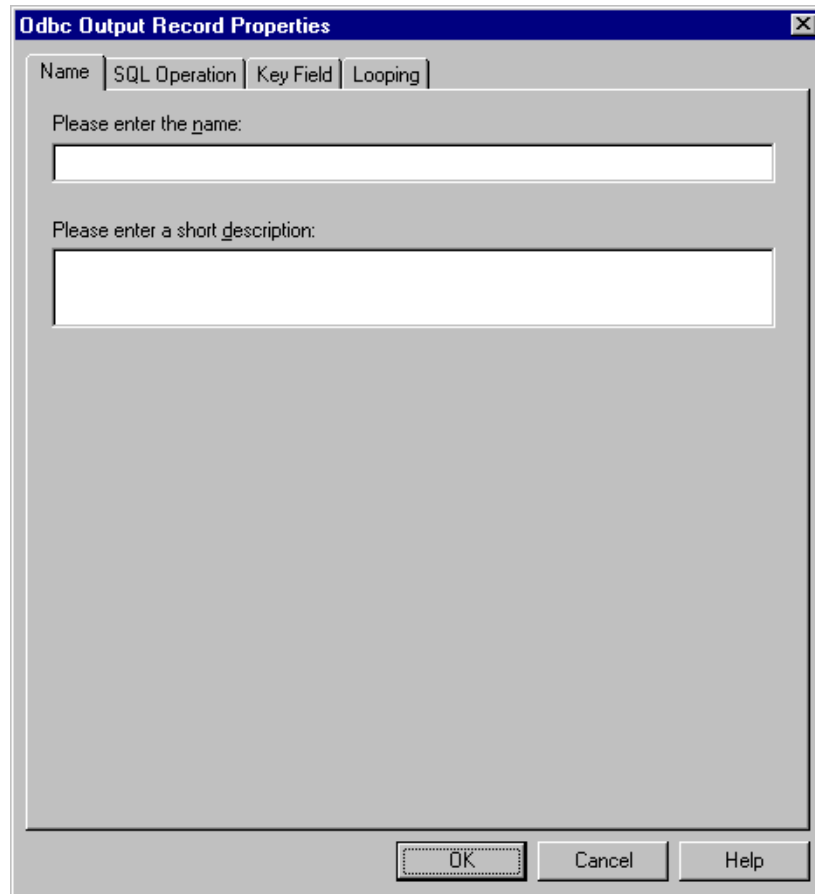 Odbc Output Record Properties
Name SQL Operation Key Field Looping
Please enter the name:
Please enter a short description:
OK Cancel Help